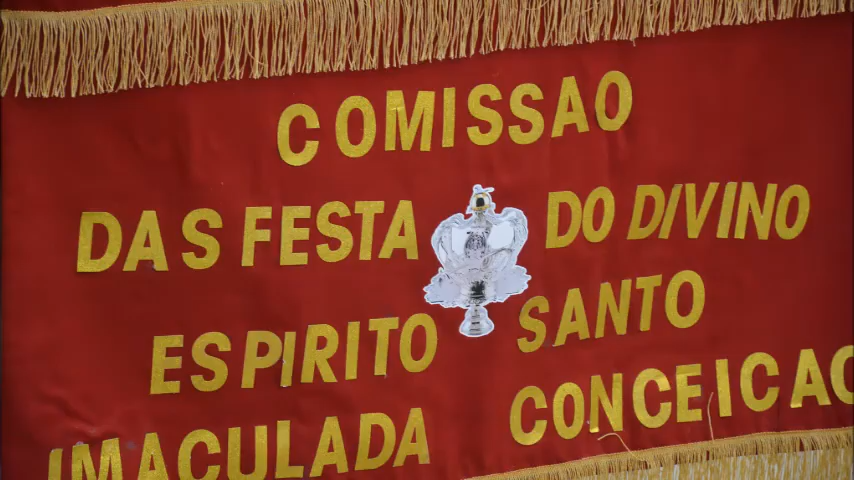 COMISSAO
DAS FESTA DO DIVINO
ESPIRITO SANTO
IMACULADA CONCEICAO